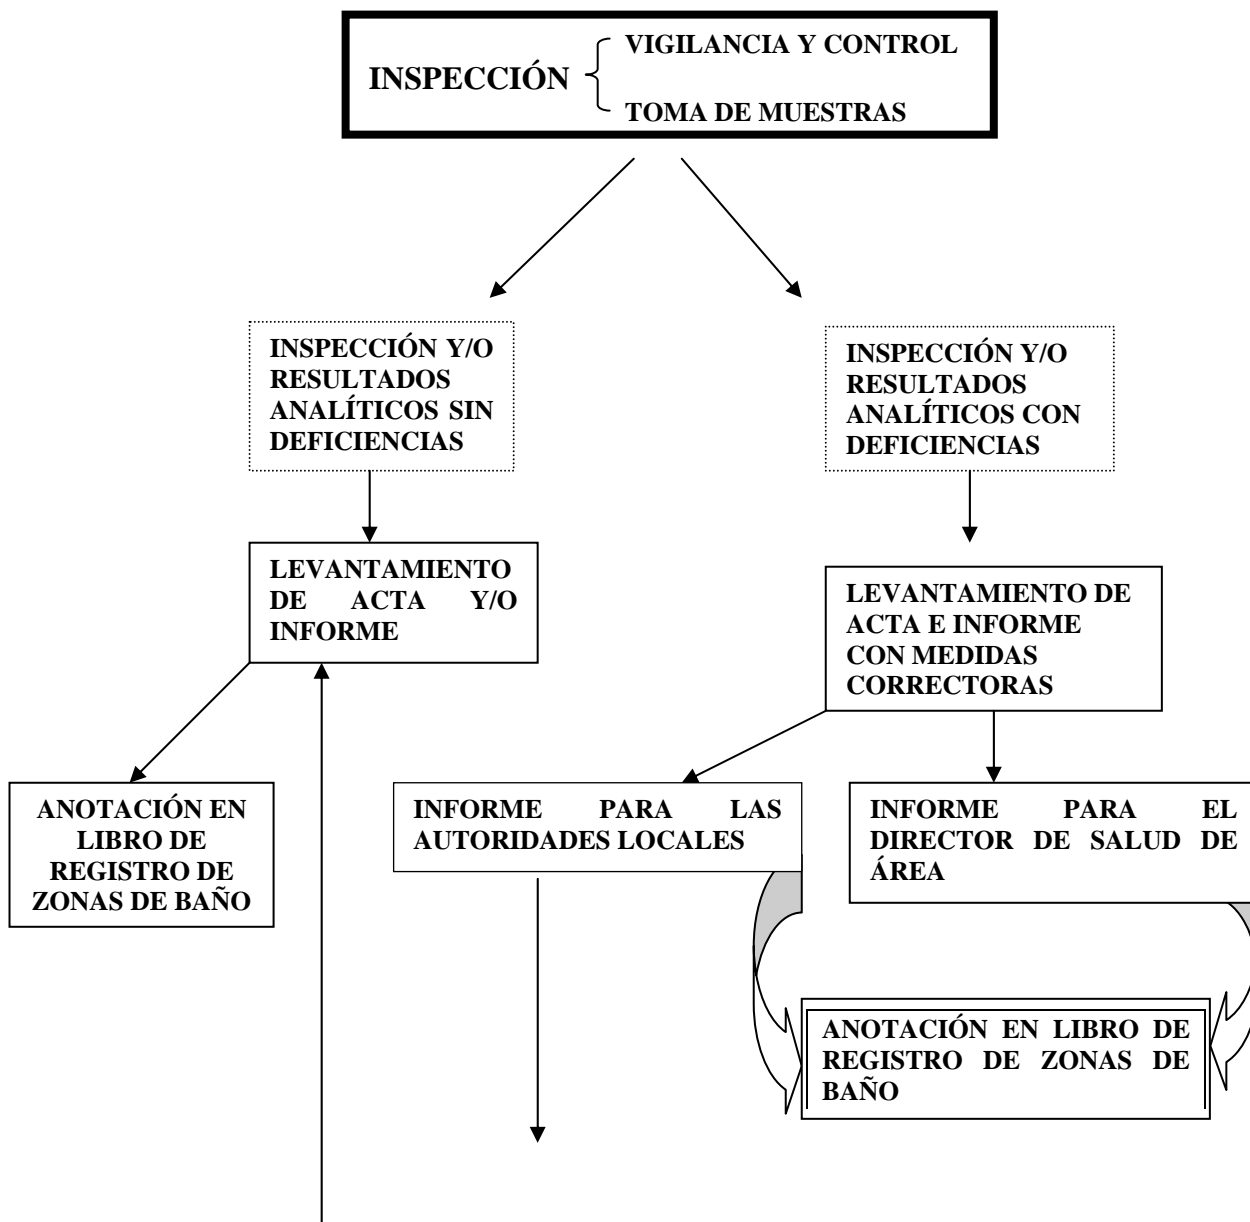 INSPECCIÓN
VIGILANCIA Y CONTROL
TOMA DE MUESTRAS
INSPECCIÓN Y/O
RESULTADOS
ANALÍTICOS SIN
DEFICIENCIAS
INSPECCIÓN Y/O
RESULTADOS
ANALÍTICOS CON
DEFICIENCIAS
LEVANTAMIENTO
DE ACTA Y/O
INFORME
LEVANTAMIENTO DE
ACTA E INFORME
CON MEDIDAS
CORRECTORAS
ANOTACIÓN EN
LIBRO DE
REGISTRO DE
ZONAS DE BAÑO
INFORME PARA LAS
AUTORIDADES LOCALES
INFORME PARA EL
DIRECTOR DE SALUD DE
ÁREA
ANOTACIÓN EN LIBRO DE
REGISTRO DE ZONAS DE
BAÑO